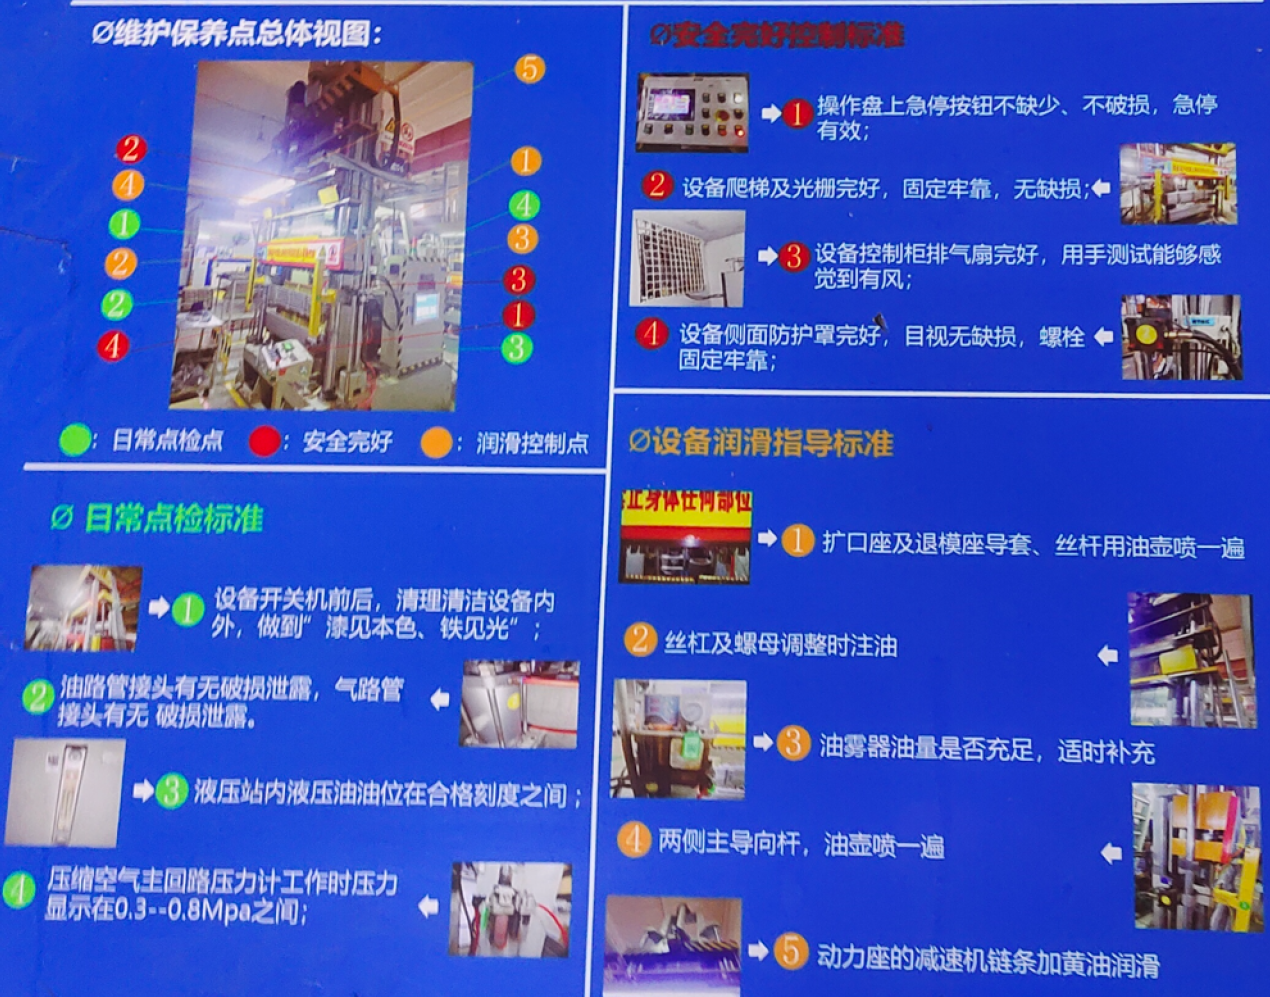 Ø维护保养点总体视图：
5
2
4
1
2
2
4
1
4
3
3
1
3
：日常点检点
：安全完好
：润滑控制点
Ø 日常点检标准
1
设备开关机前后，清理清洁设备内
外，做到"漆见本色、铁见光"；
2
油路管接头有无破损泄露，气路管
接头有无 破损泄露。
3
液压站内液压油油位在合格刻度之间；
4
压缩空气主回路压力计工作时压力
显示在0.3--0.8Mpa之间；
Ø安全完好控制标准
1
操作盘上急停按钮不缺少、不破损，急停
有效；
2
设备爬梯及光栅完好，固定牢靠，无缺损；
3
设备控制柜排气扇完好，用手测试能够感
觉到有风；
4
设备侧面防护罩完好，目视无缺损，螺栓
固定牢靠；
Ø设备润滑指导标准
止身体任何部位
1
扩口座及退模座导套、丝杆用油壶喷一遍
2
丝杠及螺母调整时注油
3
油雾器油量是否充足，适时补充
4
两侧主导向杆，油壶喷一遍
5
动力座的减速机链条加黄油润滑